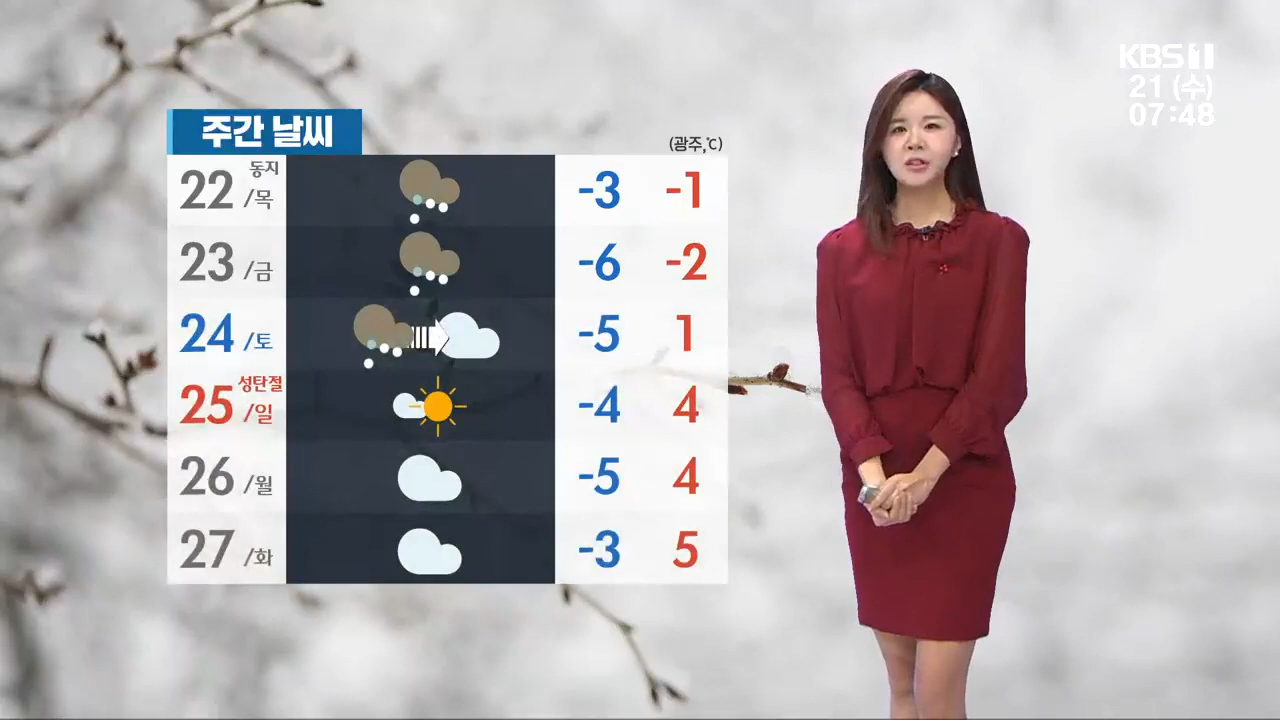 KBS 1
21 (수)
07:48
주간 날씨
(광주,℃)
22 /목 동지 -3 -1
23 /금 -6 -2
24 /토 -5 1
25 /일 성탄절 -4 4
26 /월 -5 4
27 /화 -3 5